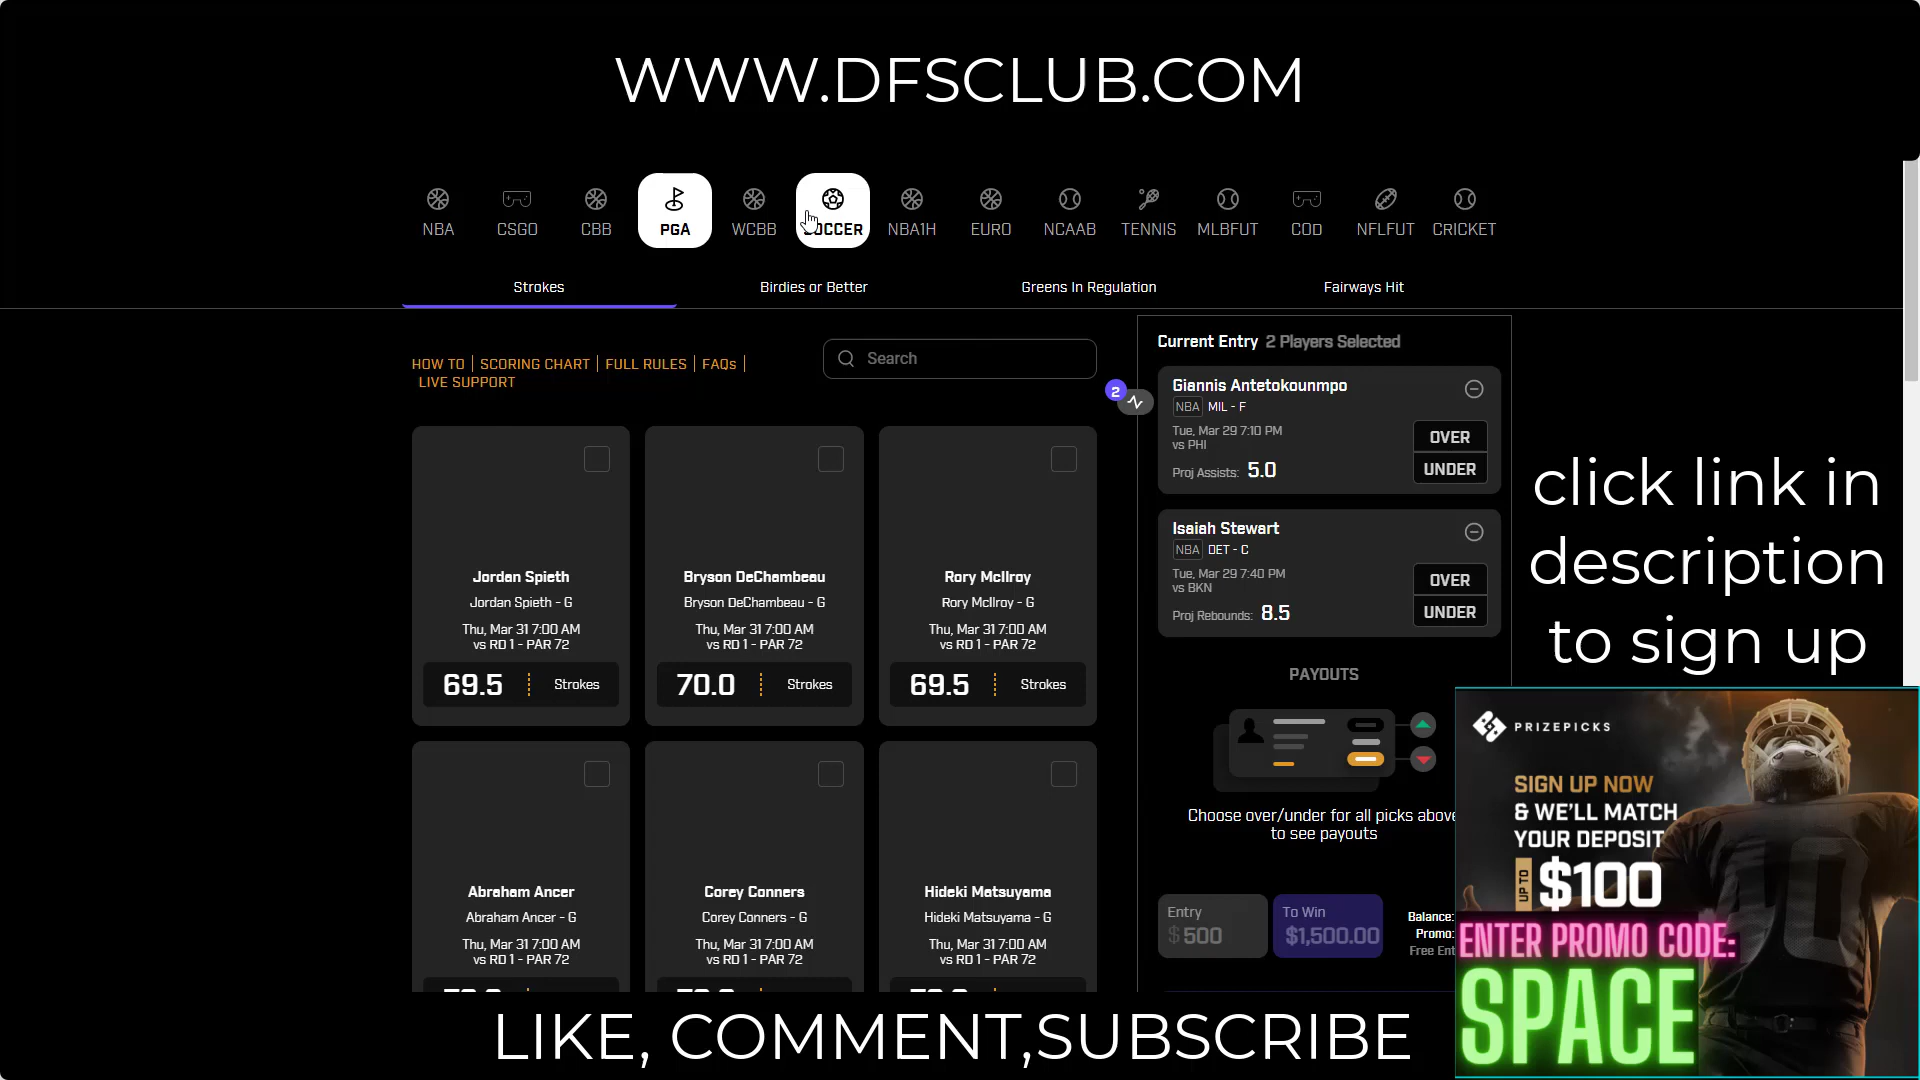 WWW.DFSCLUB.COM
NBA
CSGO
CBB
PGA
WCBB
SOCCER
NBA1H
EURO
NCAAB
TENNIS
MLBFUT
COD
NFLFUT
CRICKET
Strokes
Birdies or Better
Greens In Regulation
Fairways Hit
HOW TO | SCORING CHART | FULL RULES | FAQs |
LIVE SUPPORT
Search
Jordan Spieth
Jordan Spieth - G
Thu, Mar 31 7:00 AM
vs RD 1 - PAR 72
69.5 Strokes
Bryson DeChambeau
Bryson DeChambeau - G
Thu, Mar 31 7:00 AM
vs RD 1 - PAR 72
70.0 Strokes
Rory McIlroy
Rory McIlroy - G
Thu, Mar 31 7:00 AM
vs RD 1 - PAR 72
69.5 Strokes
Abraham Ancer
Abraham Ancer - G
Thu, Mar 31 7:00 AM
vs RD 1 - PAR 72
Corey Conners
Corey Conners - G
Thu, Mar 31 7:00 AM
vs RD 1 - PAR 72
Hideki Matsuyama
Hideki Matsuyama - G
Thu, Mar 31 7:00 AM
vs RD 1 - PAR 72
Current Entry 2 Players Selected
2
Giannis Antetokounmpo
NBA MIL - F
Tue, Mar 29 7:10 PM
vs PHI
Proj Assists: 5.0
OVER
UNDER
Isaiah Stewart
NBA DET - C
Tue, Mar 29 7:40 PM
vs BKN
Proj Rebounds: 8.5
OVER
UNDER
PAYOUTS
Choose over/under for all picks above
to see payouts
Entry
$ 500
To Win
$1,500.00
Balance:
Promo:
Free Ent
click link in
description
to sign up
PRIZEPICKS
SIGN UP NOW
& WE'LL MATCH
YOUR DEPOSIT
UP TO $100
ENTER PROMO CODE:
SPACE
LIKE, COMMENT,SUBSCRIBE